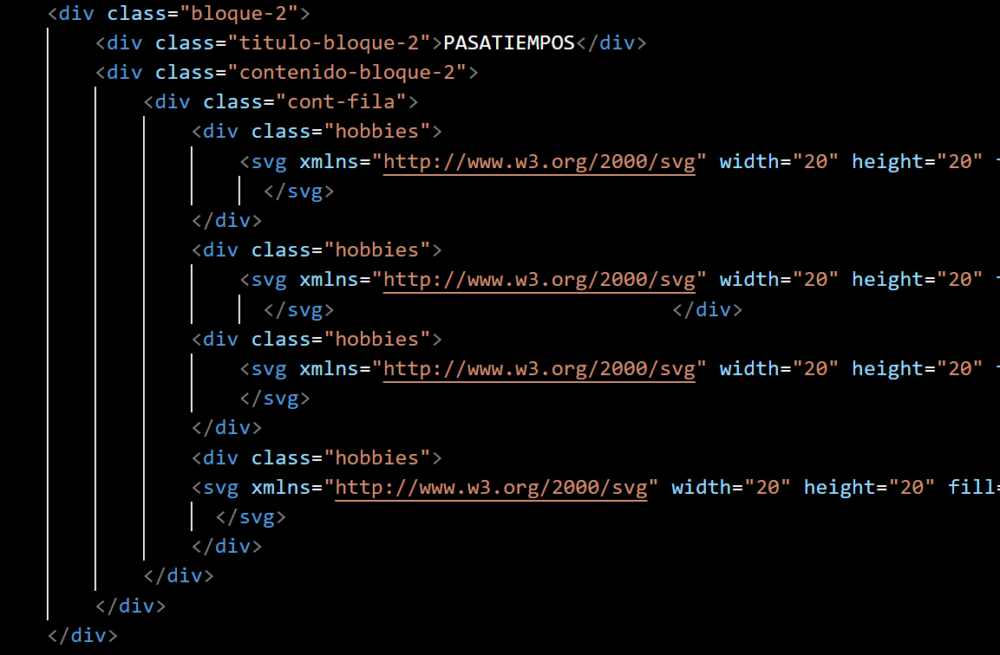 <div class="bloque-2">
<div class="titulo-bloque-2">PASATIEMPOS</div>
<div class="contenido-bloque-2">
<div class="cont-fila">
<div class="hobbies">
<svg xmlns="http://www.w3.org/2000/svg" width="20" height="20"
</svg>
</div>
<div class="hobbies">
<svg xmlns="http://www.w3.org/2000/svg" width="20" height="20"
</svg> </div>
<div class="hobbies">
<svg xmlns="http://www.w3.org/2000/svg" width="20" height="20"
</svg>
</div>
<div class="hobbies">
<svg xmlns="http://www.w3.org/2000/svg" width="20" height="20" fill=
</svg>
</div>
</div>
</div>
</div>